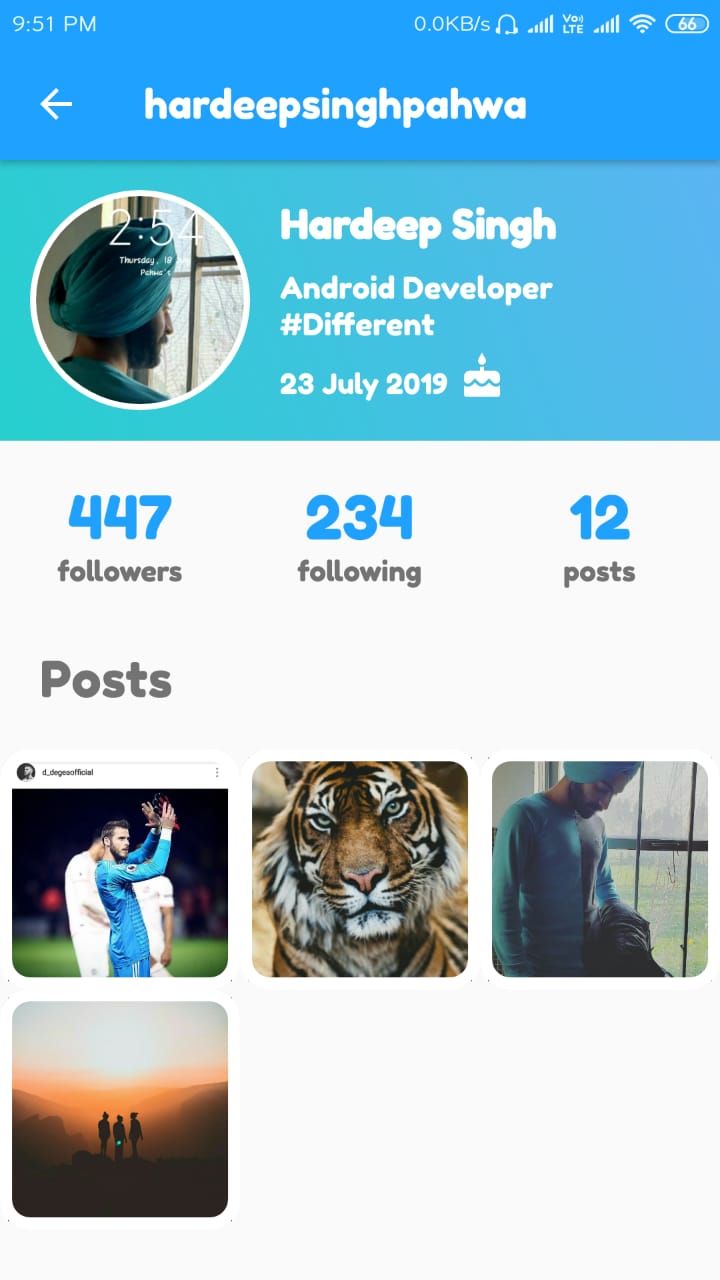 9:51 PM 0.0KB/s Vo)) LTE 66
hardeepsinghpahwa
2:54
Thursday, 18
Pahwa's
Hardeep Singh
Android Developer
#Different
23 July 2019
447 234 12
followers following posts
Posts
d_degeaofficial